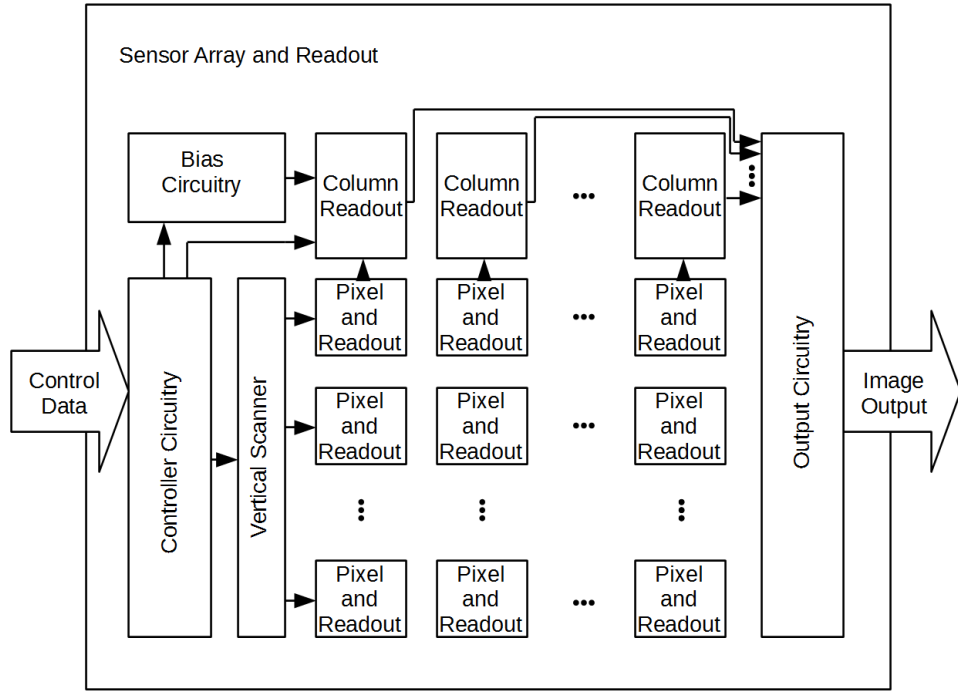 Sensor Array and Readout
Bias
Circuitry
Column
Readout
Column
Readout
Column
Readout
Control
Data
Controller Circuitry
Vertical Scanner
Pixel
and
Readout
Pixel
and
Readout
Pixel
and
Readout
Pixel
and
Readout
Pixel
and
Readout
Pixel
and
Readout
Pixel
and
Readout
Pixel
and
Readout
Pixel
and
Readout
Output Circuitry
Image
Output